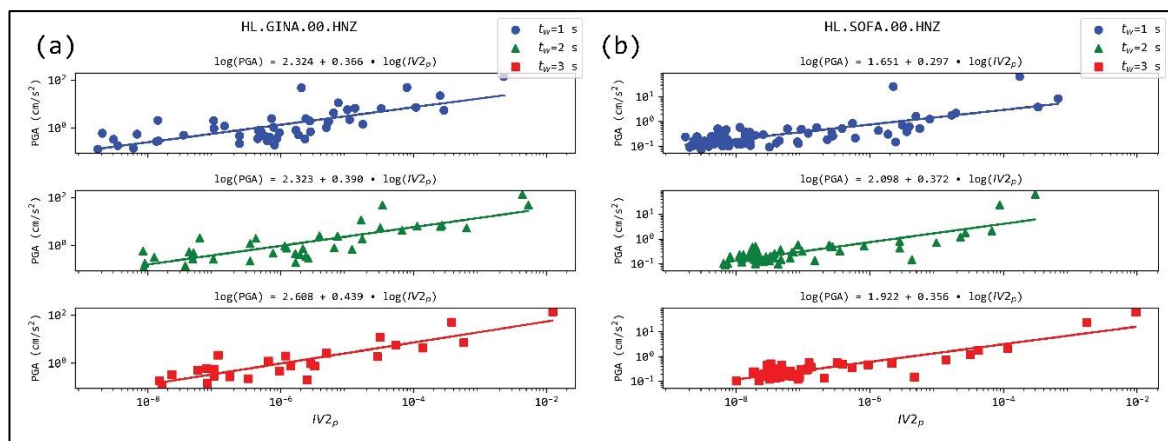 (a)
HL.GINA.00.HNZ
t_w=1 s
t_w=2 s
t_w=3 s
log(PGA) = 2.324 + 0.366 • log(IV2_p)
PGA (cm/s²)
10²
10⁰
log(PGA) = 2.323 + 0.390 • log(IV2_p)
PGA (cm/s²)
10²
10⁰
log(PGA) = 2.608 + 0.439 • log(IV2_p)
PGA (cm/s²)
10²
10⁰
10⁻⁸ 10⁻⁶ 10⁻⁴ 10⁻²
IV2_p
(b)
HL.SOFA.00.HNZ
t_w=1 s
t_w=2 s
t_w=3 s
log(PGA) = 1.651 + 0.297 • log(IV2_p)
PGA (cm/s²)
10¹
10⁰
10⁻¹
log(PGA) = 2.098 + 0.372 • log(IV2_p)
PGA (cm/s²)
10¹
10⁰
10⁻¹
log(PGA) = 1.922 + 0.356 • log(IV2_p)
PGA (cm/s²)
10¹
10⁰
10⁻¹
10⁻⁸ 10⁻⁶ 10⁻⁴ 10⁻²
IV2_p